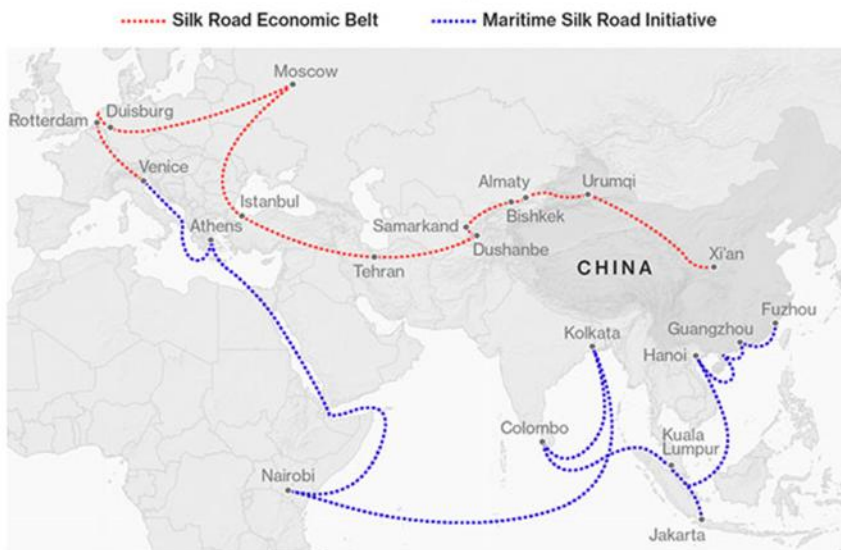 Silk Road Economic Belt
Maritime Silk Road Initiative
Moscow
Duisburg
Rotterdam
Venice
Almaty
Urumqi
Istanbul
Bishkek
Samarkand
Athens
Dushanbe
Tehran
CHINA
Xi'an
Fuzhou
Kolkata
Guangzhou
Hanoi
Colombo
Kuala
Lumpur
Nairobi
Jakarta